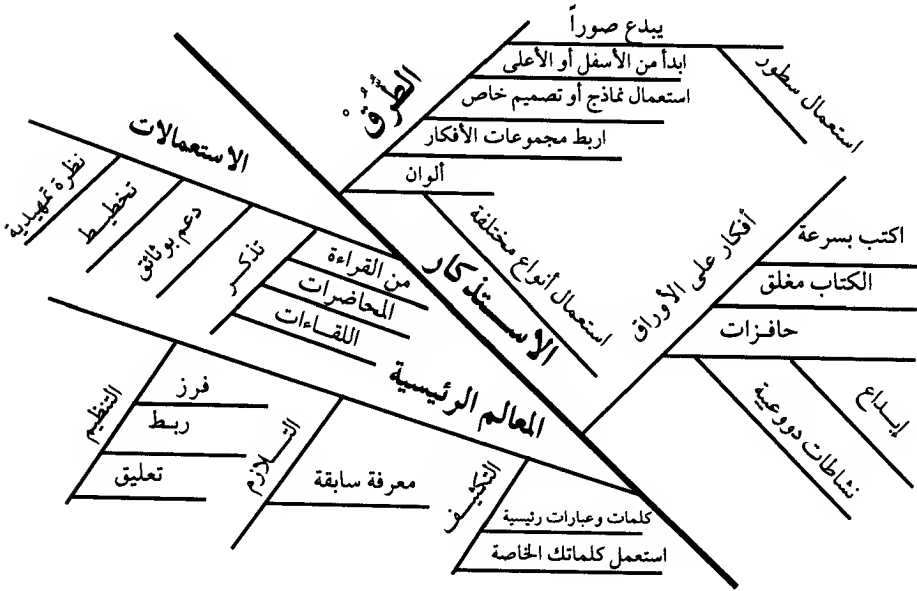 الاستذكار
الطُّرُقْ
يبدع صوراً
استعمال سطور
ابدأ من الأسفل أو الأعلى
استعمال نماذج أو تصميم خاص
اربط مجموعات الأفكار
ألوان
استعمال أنواع مختلفة
أفكار على الأوراق
اكتب بسرعة
الكتاب مغلق
حافزات
إبداع
نشاطات دووعيية
الاستعمالات
نظرة تمهيدية
تخطيط
دعم بوثائق
تذكر
من القراءة
المحاضرات
اللقاءات
المعالم الرئيسية
التنظيم
فرز
ربط
تعليق
التلازم
معرفة سابقة
التكثيف
كلمات وعبارات رئيسية
استعمل كلماتك الخاصة